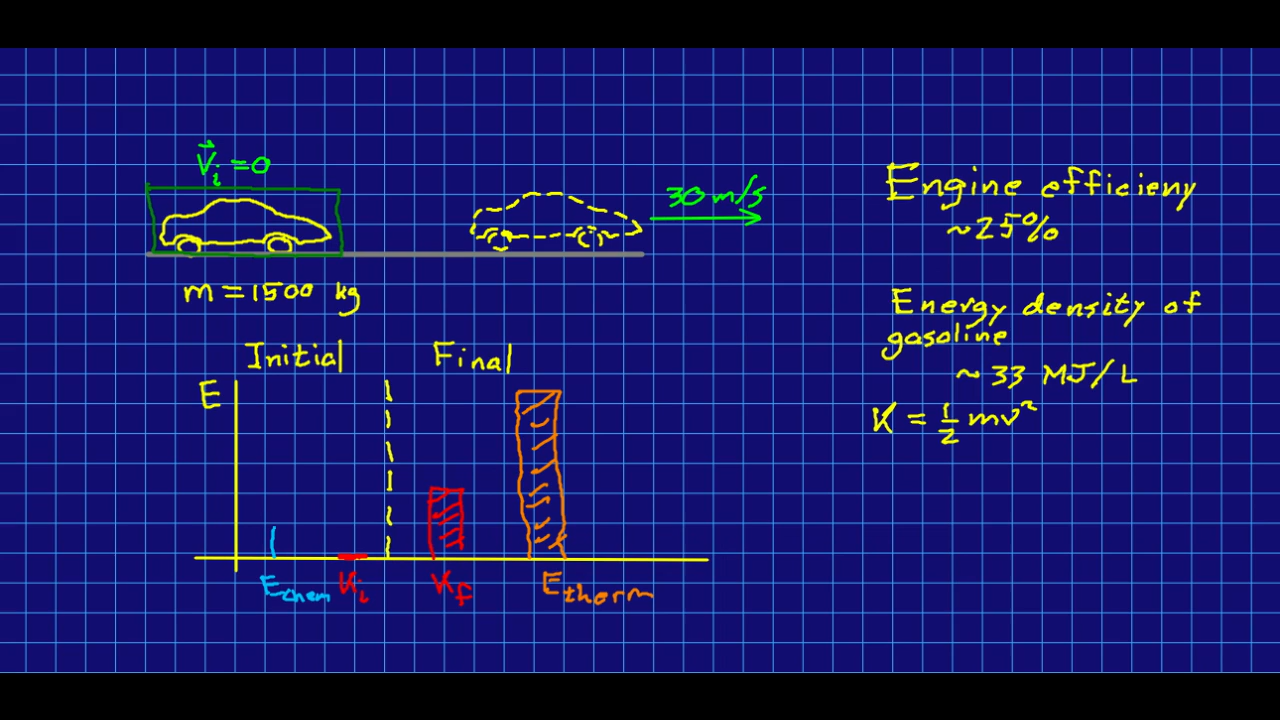 V⃗i = 0
30 m/s
m = 1500 kg
Initial Final
E
Echem Ki Kf Etherm
Engine efficieny
~25%
Energy density of
gasoline
~ 33 MJ/L
K = 1/2 mv²